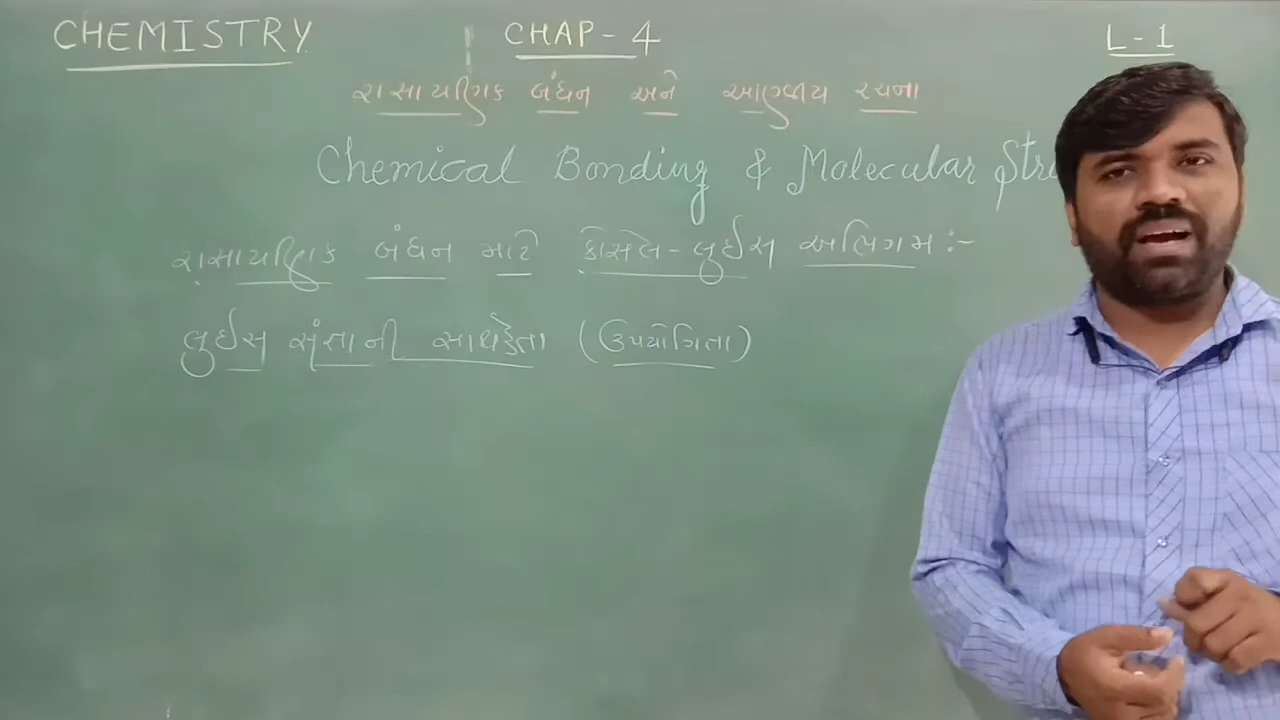 CHEMISTRY CHAP-4 L-1
રાસાયણિક બંધન અને આણ્વીય રચના
Chemical Bonding & Molecular Stre
રાસાયણિક બંધન માટે કોસેલ-લૂઈસ અભિગમ :-
લુઈસ સંજ્ઞાની સાર્થકતા (ઉપયોગિતા)